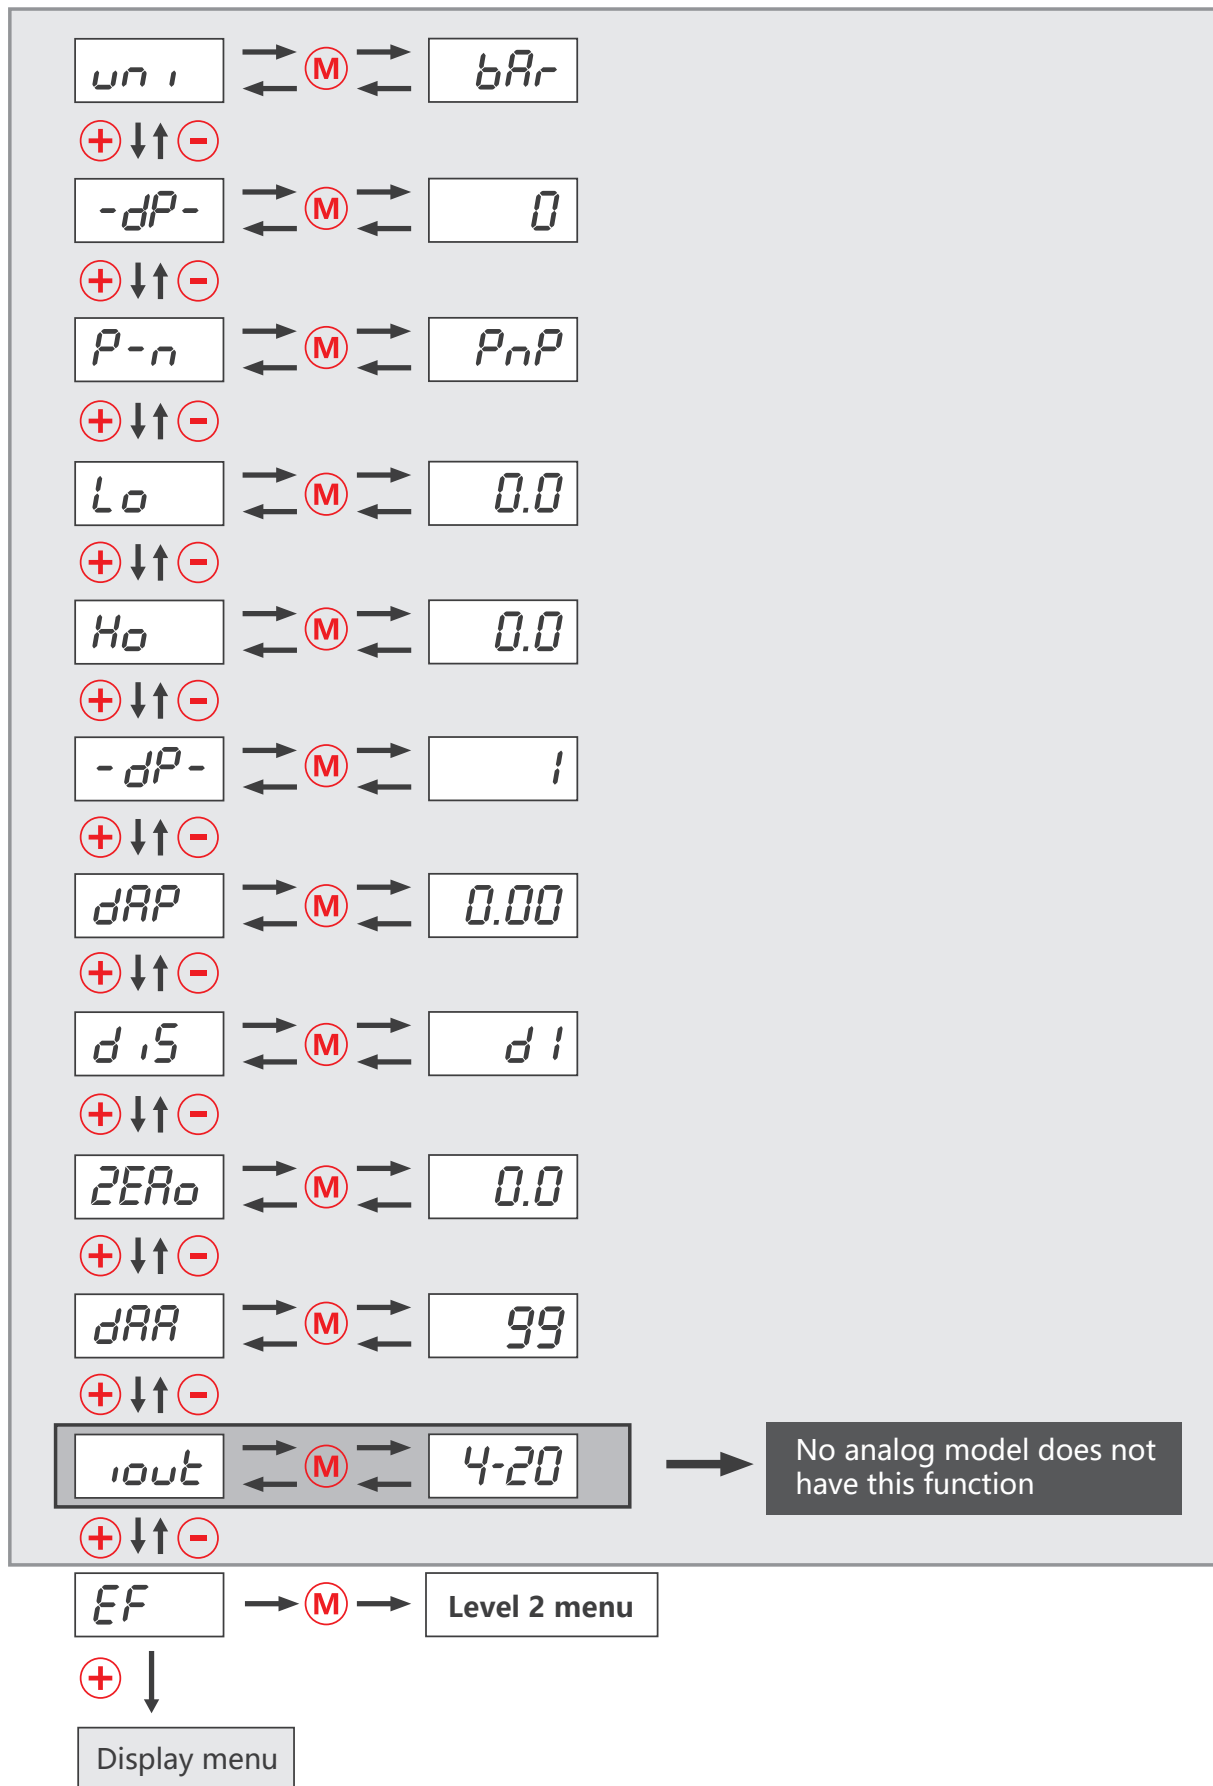 uni M bAr
+ -
-dP- M 0
+ -
P-n M PnP
+ -
Lo M 0.0
+ -
Ho M 0.0
+ -
-dP- M 1
+ -
dAP M 0.00
+ -
diS M d1
+ -
ZEAo M 0.0
+ -
dAA M 99
+ -
iout M 4-20
No analog model does not
have this function
+ -
EF M Level 2 menu
+
Display menu